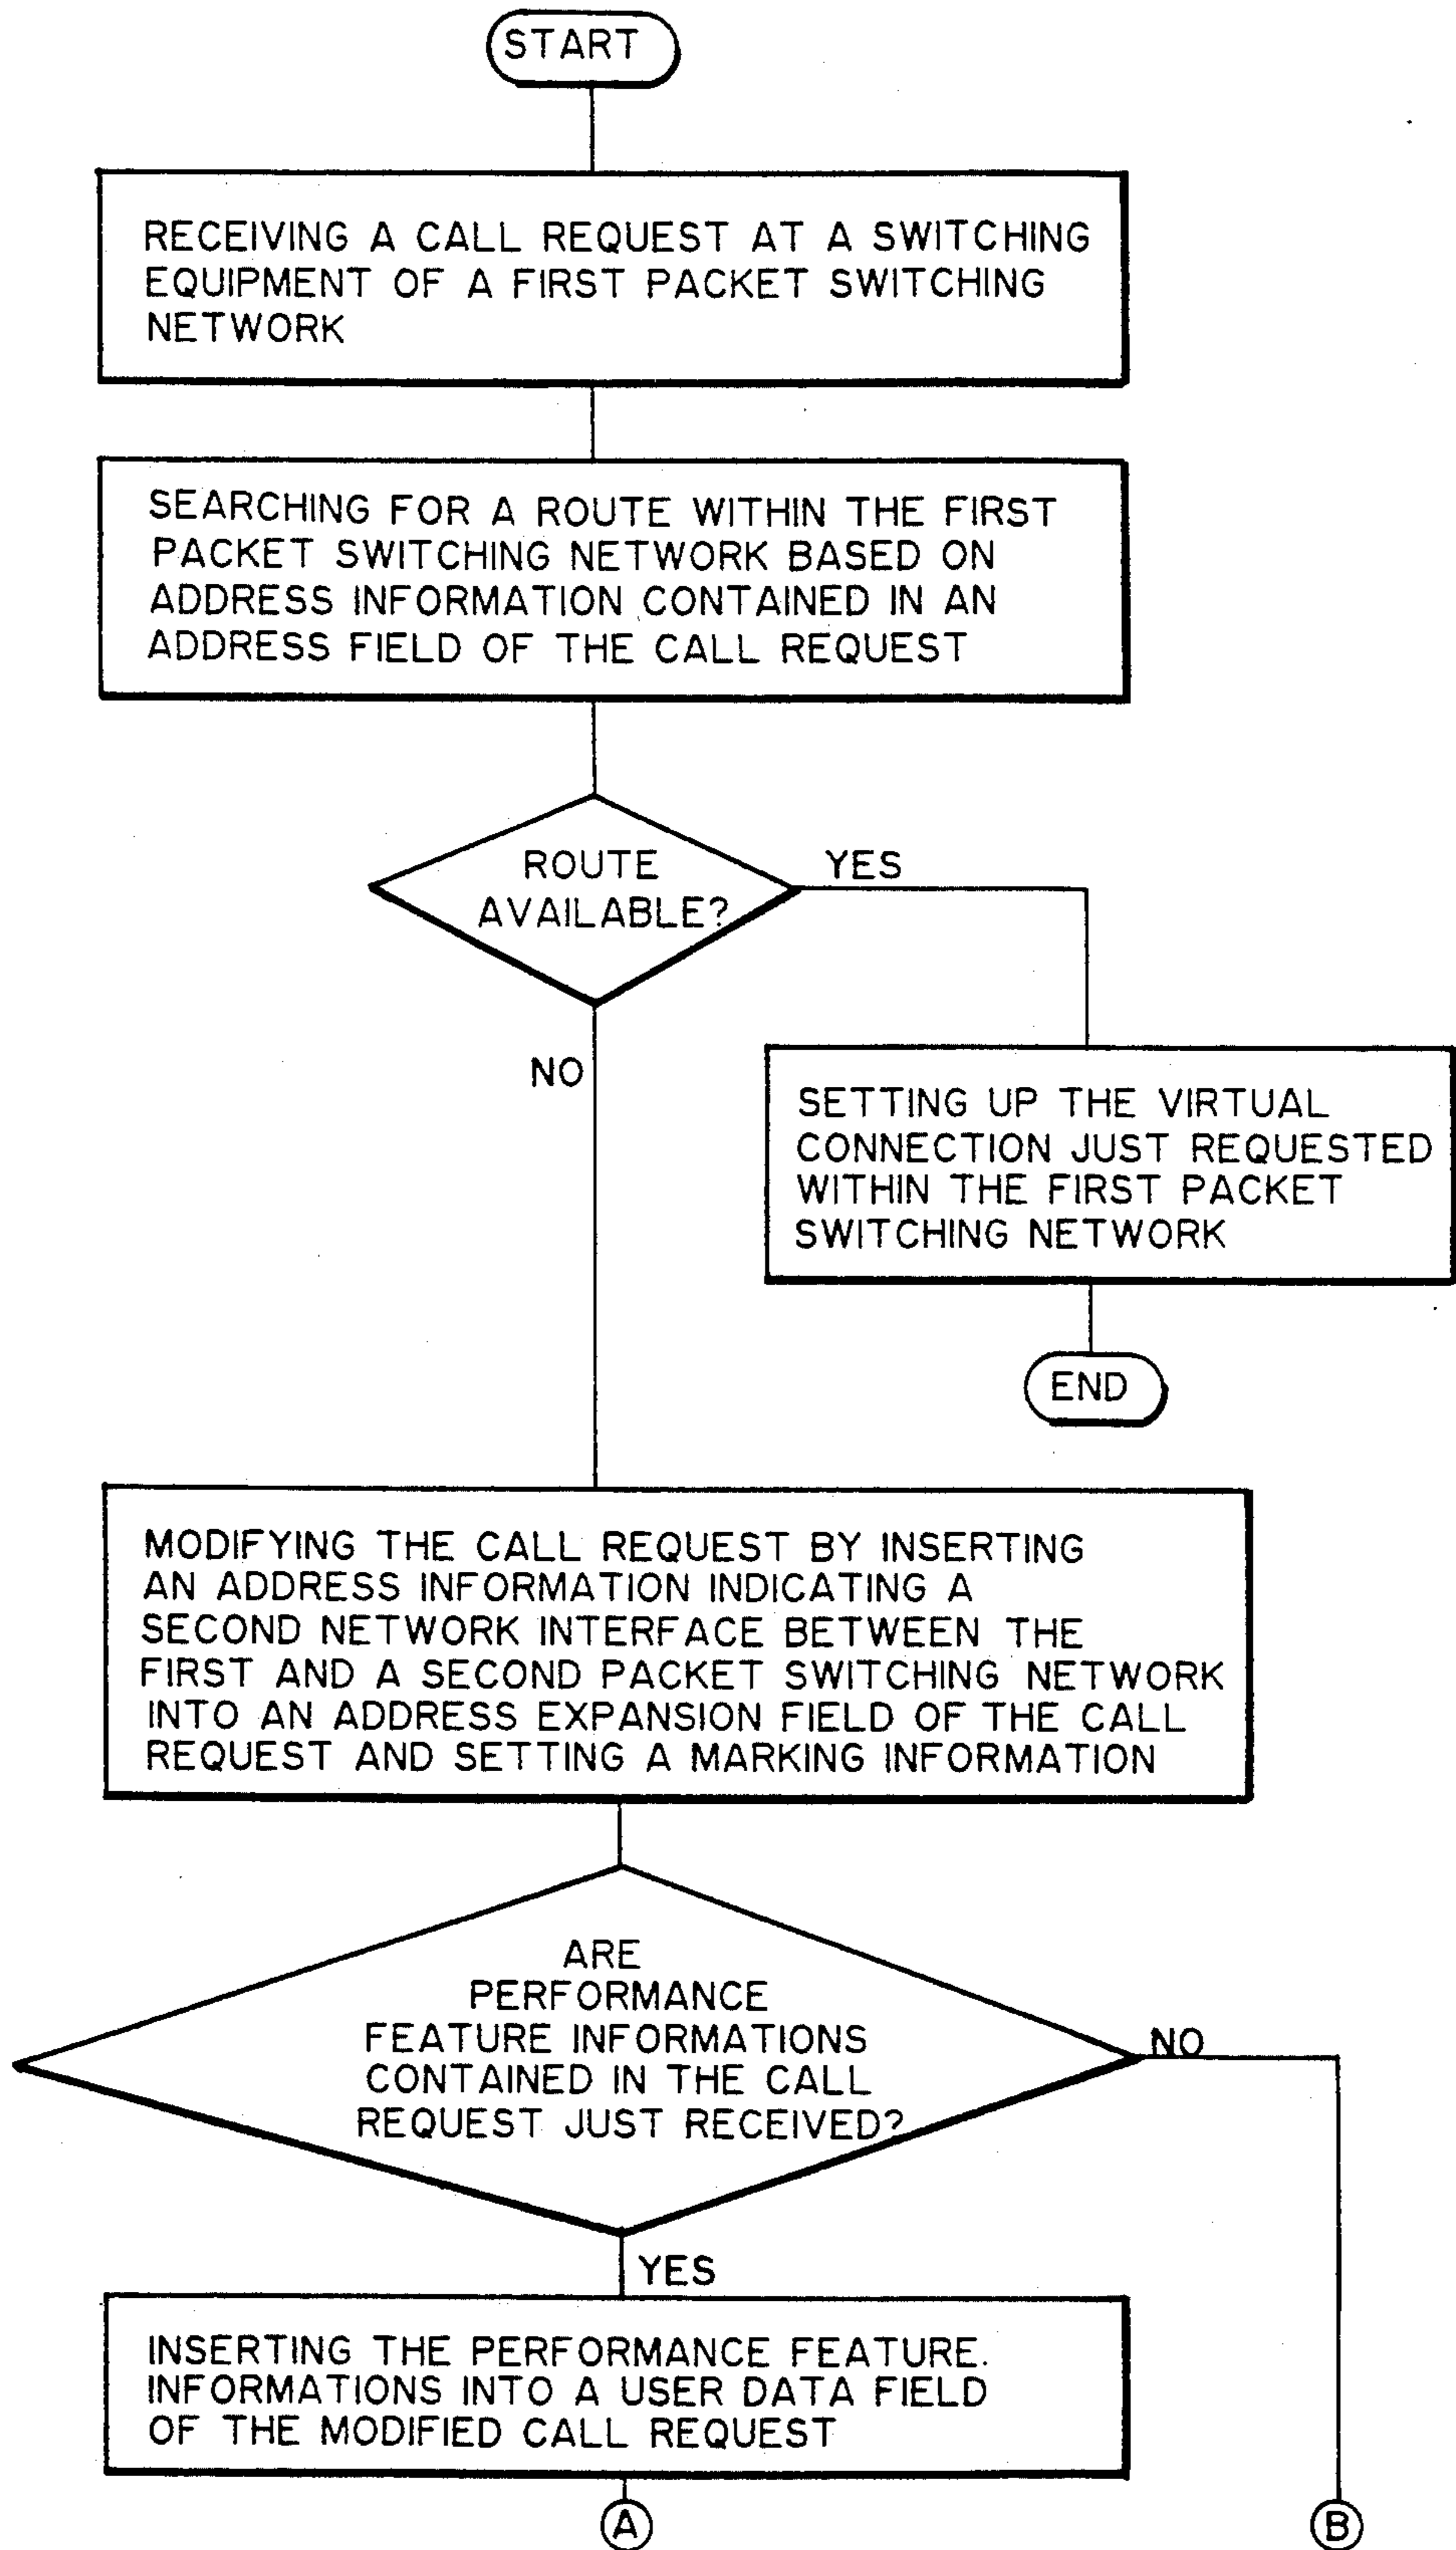 START
RECEIVING A CALL REQUEST AT A SWITCHING
EQUIPMENT OF A FIRST PACKET SWITCHING
NETWORK
SEARCHING FOR A ROUTE WITHIN THE FIRST
PACKET SWITCHING NETWORK BASED ON
ADDRESS INFORMATION CONTAINED IN AN
ADDRESS FIELD OF THE CALL REQUEST
ROUTE
AVAILABLE?
YES
NO
SETTING UP THE VIRTUAL
CONNECTION JUST REQUESTED
WITHIN THE FIRST PACKET
SWITCHING NETWORK
END
MODIFYING THE CALL REQUEST BY INSERTING
AN ADDRESS INFORMATION INDICATING A
SECOND NETWORK INTERFACE BETWEEN THE
FIRST AND A SECOND PACKET SWITCHING NETWORK
INTO AN ADDRESS EXPANSION FIELD OF THE CALL
REQUEST AND SETTING A MARKING INFORMATION
ARE
PERFORMANCE
FEATURE INFORMATIONS
CONTAINED IN THE CALL
REQUEST JUST RECEIVED?
NO
YES
INSERTING THE PERFORMANCE FEATURE.
INFORMATIONS INTO A USER DATA FIELD
OF THE MODIFIED CALL REQUEST
A
B